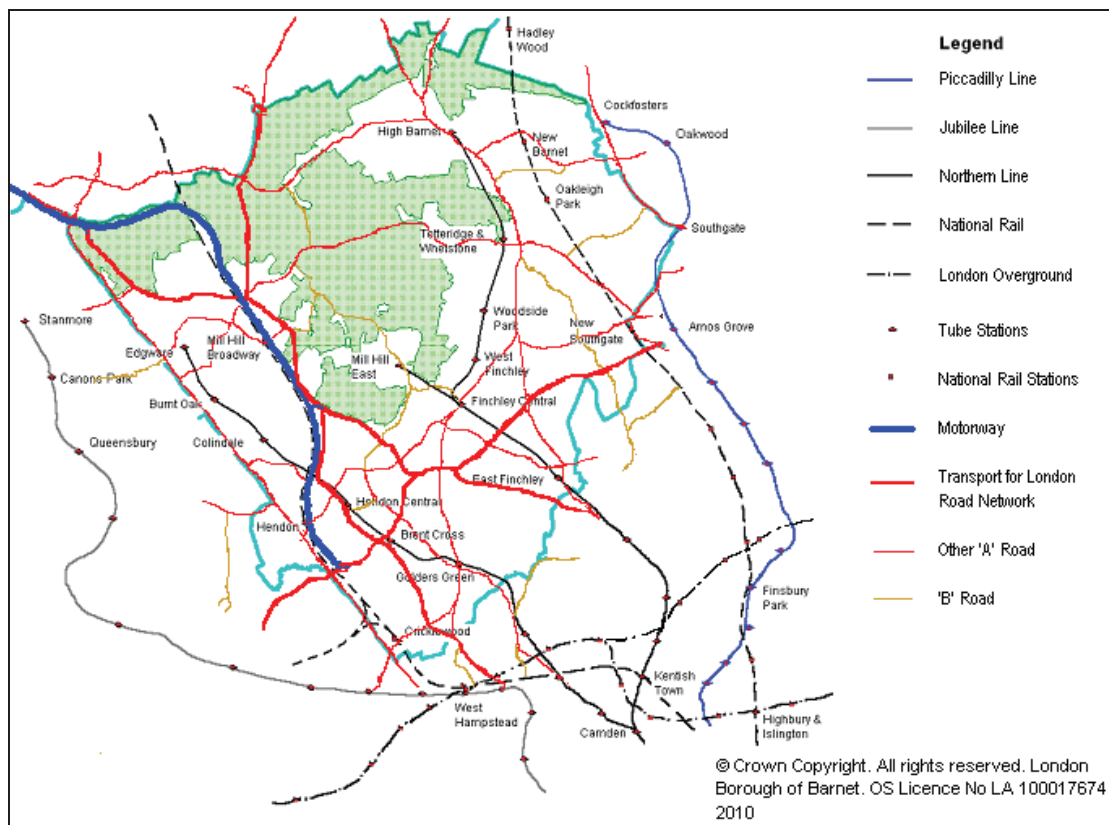 Hadley
Wood
Cockfosters
High Barnet
New
Barnet
Oakwood
Oakleigh
Park
Southgate
Totteridge &
Whetstone
Stanmore
Woodside
Park
New
Southgate
Arnos Grove
Edgware
Mill Hill
Broadway
Mill Hill
East
West
Finchley
Canons Park
Burnt Oak
Finchley Central
Queensbury
Colindale
East Finchley
Hendon Central
Hendon
Brent Cross
Golders Green
Finsbury
Park
Cricklewood
Kentish
Town
West
Hampstead
Camden
Highbury &
Islington
Legend
Piccadilly Line
Jubilee Line
Northern Line
National Rail
London Overground
Tube Stations
National Rail Stations
Motorway
Transport for London
Road Network
Other 'A' Road
'B' Road
© Crown Copyright. All rights reserved. London
Borough of Barnet. OS Licence No LA 100017674
2010